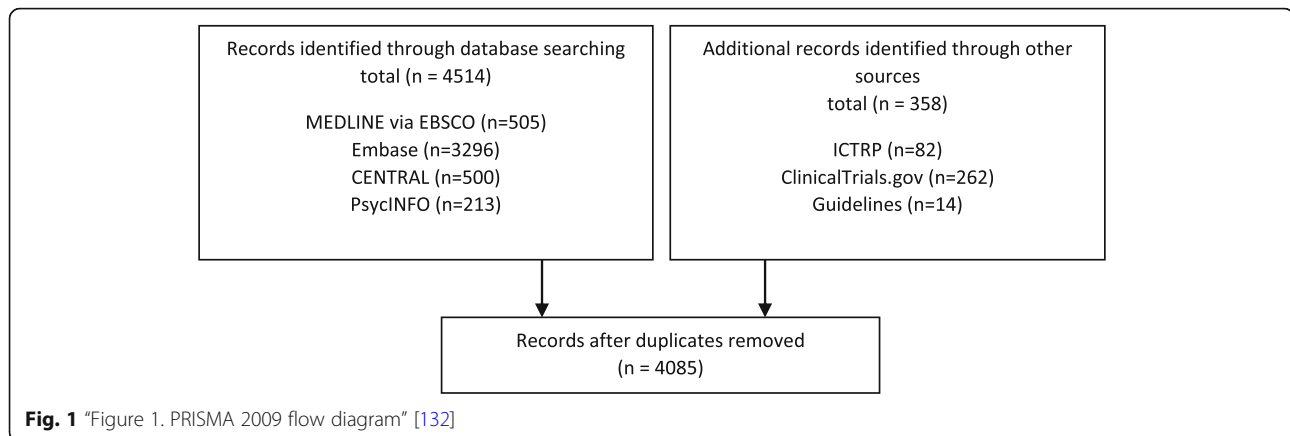 Records identified through database searching
total (n = 4514)
MEDLINE via EBSCO (n=505)
Embase (n=3296)
CENTRAL (n=500)
PsycINFO (n=213)
Additional records identified through other
sources
total (n = 358)
ICTRP (n=82)
ClinicalTrials.gov (n=262)
Guidelines (n=14)
Records after duplicates removed
(n = 4085)
Fig. 1 “Figure 1. PRISMA 2009 flow diagram” [132]